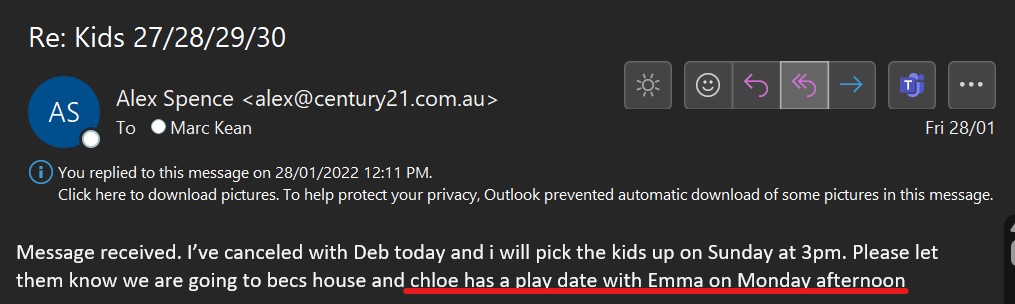 Re: Kids 27/28/29/30
AS
Alex Spence <alex@century21.com.au>
To Marc Kean
Fri 28/01
You replied to this message on 28/01/2022 12:11 PM.
Click here to download pictures. To help protect your privacy, Outlook prevented automatic download of some pictures in this message.
Message received. I’ve canceled with Deb today and i will pick the kids up on Sunday at 3pm. Please let
them know we are going to becs house and chloe has a play date with Emma on Monday afternoon